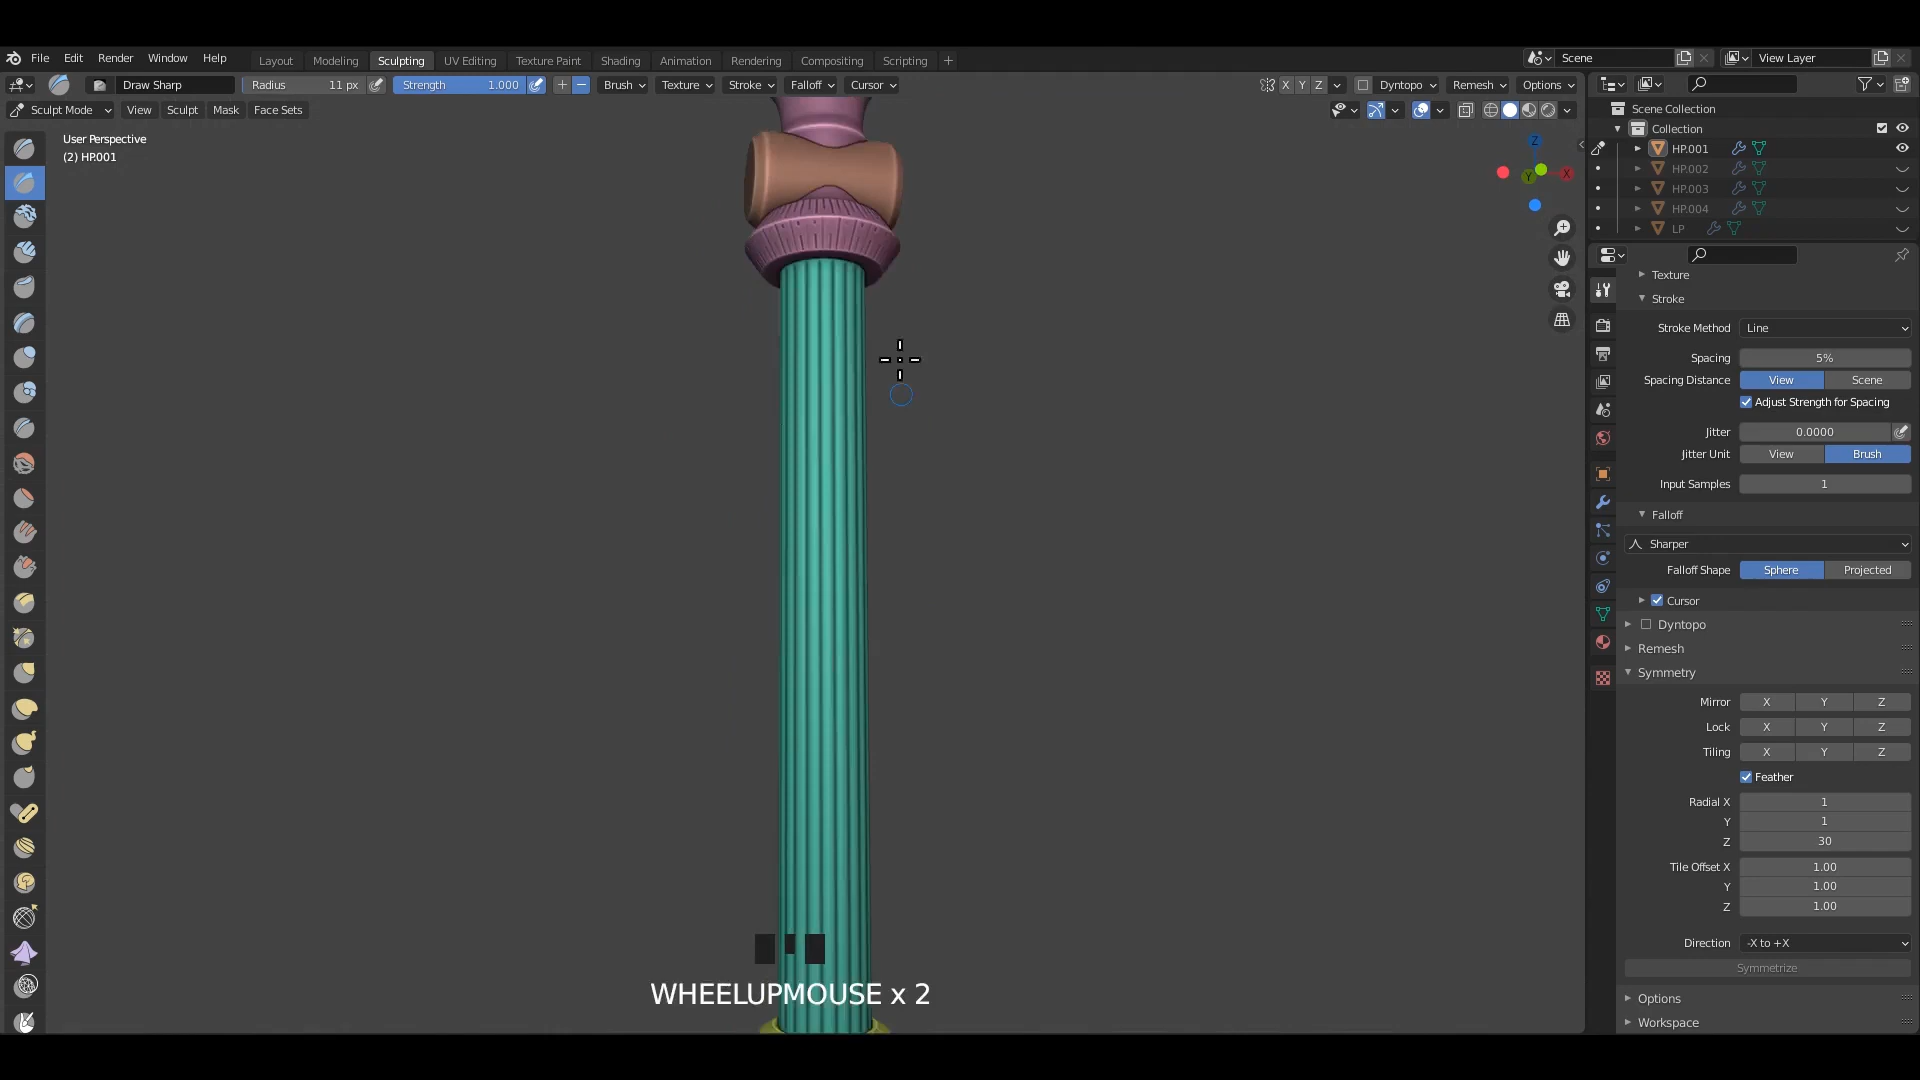 File Edit Render Window Help
Layout Modeling Sculpting UV Editing Texture Paint Shading Animation Rendering Compositing Scripting +
Scene
View Layer
Draw Sharp Radius 11 px Strength 1.000 Brush Texture Stroke Falloff Cursor
X Y Z Dyntopo Remesh Options
Sculpt Mode View Sculpt Mask Face Sets
User Perspective
(2) HP.001
Z
X
Y
Scene Collection
Collection
HP.001
HP.002
HP.003
HP.004
LP
Texture
Stroke
Stroke Method Line
Spacing 5%
Spacing Distance View Scene
Adjust Strength for Spacing
Jitter 0.0000
Jitter Unit View Brush
Input Samples 1
Falloff
Sharper
Falloff Shape Sphere Projected
Cursor
Dyntopo
Remesh
Symmetry
Mirror X Y Z
Lock X Y Z
Tiling X Y Z
Feather
Radial X 1
Y 1
Z 30
Tile Offset X 1.00
Y 1.00
Z 1.00
Direction -X to +X
Symmetrize
Options
Workspace
WHEELUPMOUSE x 2